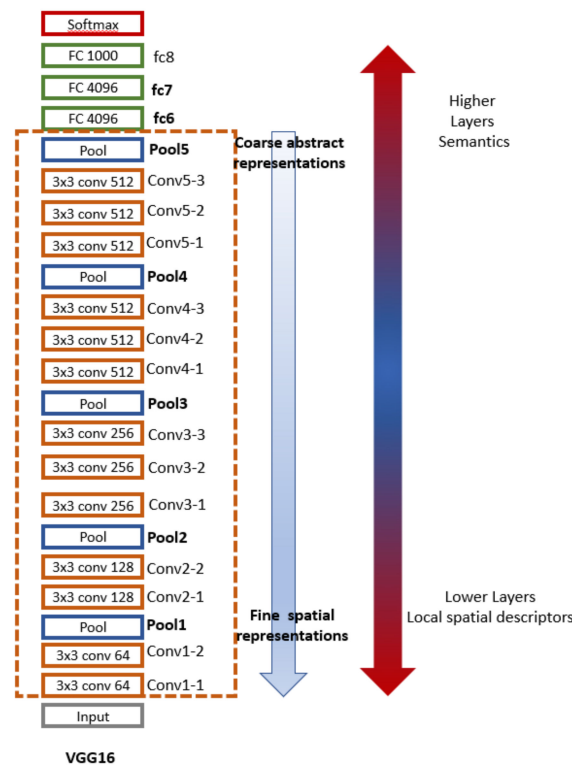 Softmax
FC 1000 fc8
FC 4096 fc7
FC 4096 fc6
Pool Pool5
3x3 conv 512 Conv5-3
3x3 conv 512 Conv5-2
3x3 conv 512 Conv5-1
Pool Pool4
3x3 conv 512 Conv4-3
3x3 conv 512 Conv4-2
3x3 conv 512 Conv4-1
Pool Pool3
3x3 conv 256 Conv3-3
3x3 conv 256 Conv3-2
3x3 conv 256 Conv3-1
Pool Pool2
3x3 conv 128 Conv2-2
3x3 conv 128 Conv2-1
Pool Pool1
3x3 conv 64 Conv1-2
3x3 conv 64 Conv1-1
Input
VGG16
Coarse abstract
representations
Fine spatial
representations
Higher
Layers
Semantics
Lower Layers
Local spatial descriptors